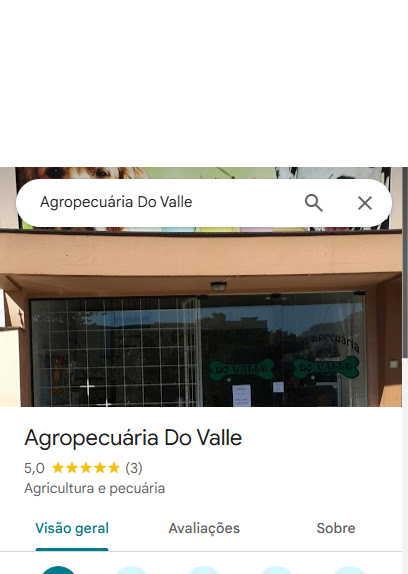 Agropecuária Do Valle
DO VALLE
DO VALLE
Agropecuária Do Valle
5,0 (3)
Agricultura e pecuária
Visão geral
Avaliações
Sobre